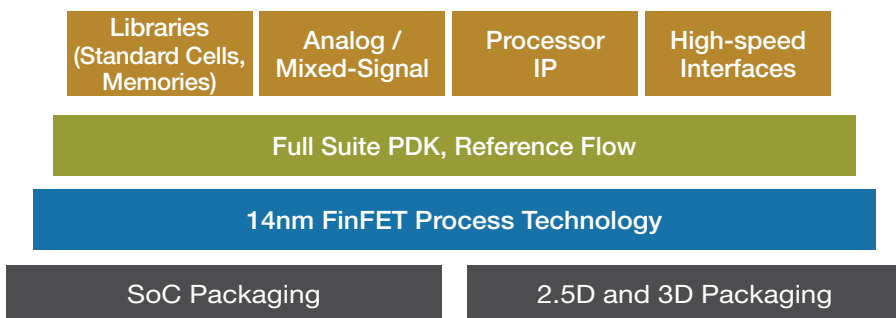 Libraries
(Standard Cells,
Memories)
Analog /
Mixed-Signal
Processor
IP
High-speed
Interfaces
Full Suite PDK, Reference Flow
14nm FinFET Process Technology
SoC Packaging
2.5D and 3D Packaging